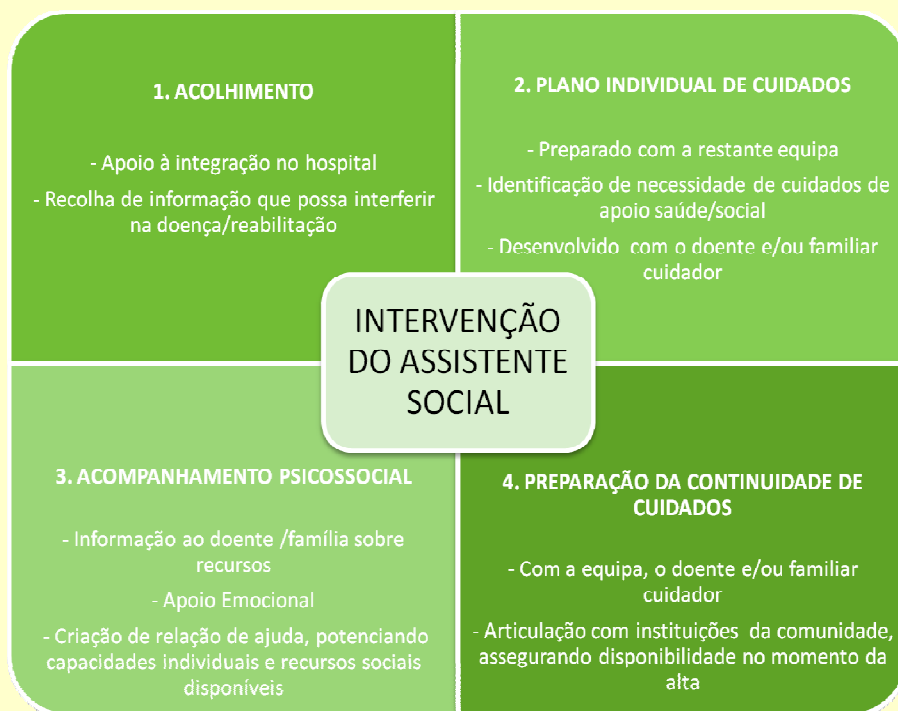 1. ACOLHIMENTO
- Apoio à integração no hospital
- Recolha de informação que possa interferir
na doença/reabilitação
2. PLANO INDIVIDUAL DE CUIDADOS
- Preparado com a restante equipa
- Identificação de necessidade de cuidados de
apoio saúde/social
- Desenvolvido com o doente e/ou familiar
cuidador
INTERVENÇÃO
DO ASSISTENTE
SOCIAL
3. ACOMPANHAMENTO PSICOSSOCIAL
- Informação ao doente /família sobre
recursos
- Apoio Emocional
- Criação de relação de ajuda, potenciando
capacidades individuais e recursos sociais
disponíveis
4. PREPARAÇÃO DA CONTINUIDADE DE
CUIDADOS
- Com a equipa, o doente e/ou familiar
cuidador
- Articulação com instituições da comunidade,
assegurando disponibilidade no momento da
alta